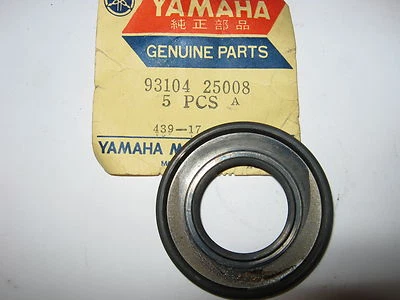 YAMAHA
純正部品
GENUINE PARTS
93104 25008
5 PCS A
439-17
YAMAHA